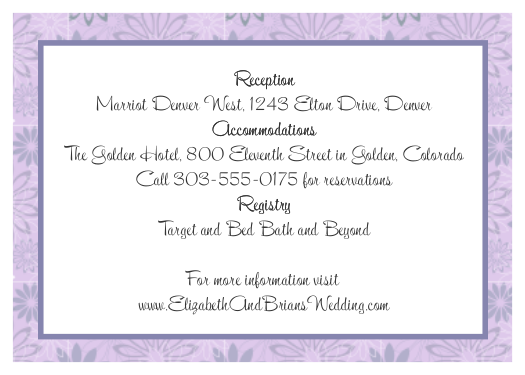 Reception
Marriot Denver West, 1243 Elton Drive, Denver
Accommodations
The Golden Hotel, 800 Eleventh Street in Golden, Colorado
Call 303-555-0175 for reservations
Registry
Target and Bed Bath and Beyond
For more information visit
www.ElizabethAndBriansWedding.com